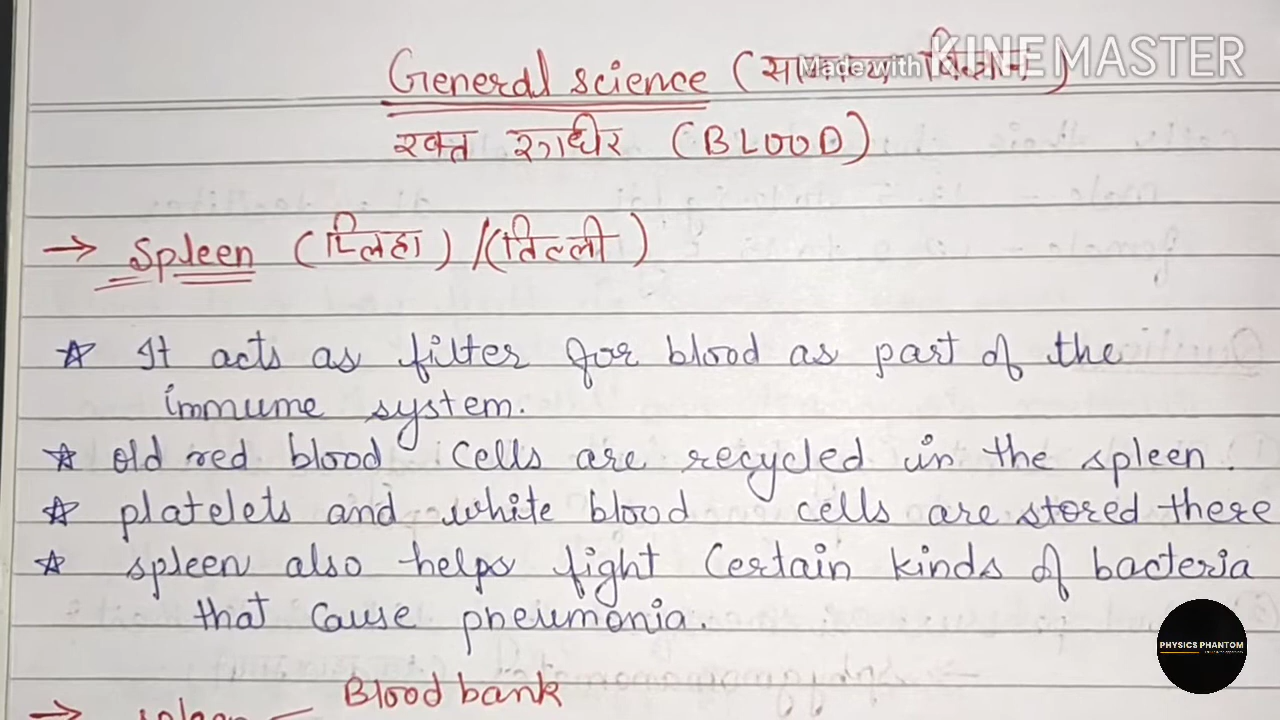 General science (सामान्य विज्ञान)
Made with KINEMASTER
रक्त रुधीर (BLOOD)
→ Spleen (प्लिहा) / (तिल्ली)
☆ It acts as filter for blood as part of the
immume system.
☆ old red blood cells are recycled in the spleen.
☆ platelets and white blood cells are stored there
☆ spleen also helps fight certain kinds of bacteria
that cause pneumonia.
Blood bank
→ spleen
PHYSICS PHANTOM